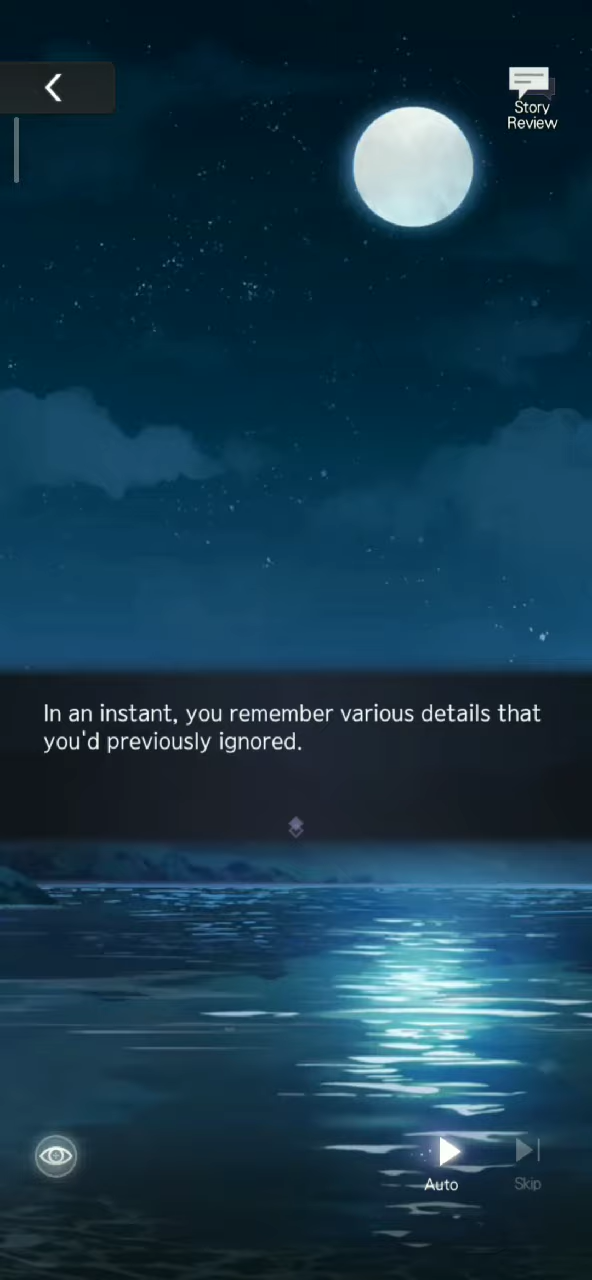 Story
Review
In an instant, you remember various details that
you'd previously ignored.
Auto
Skip